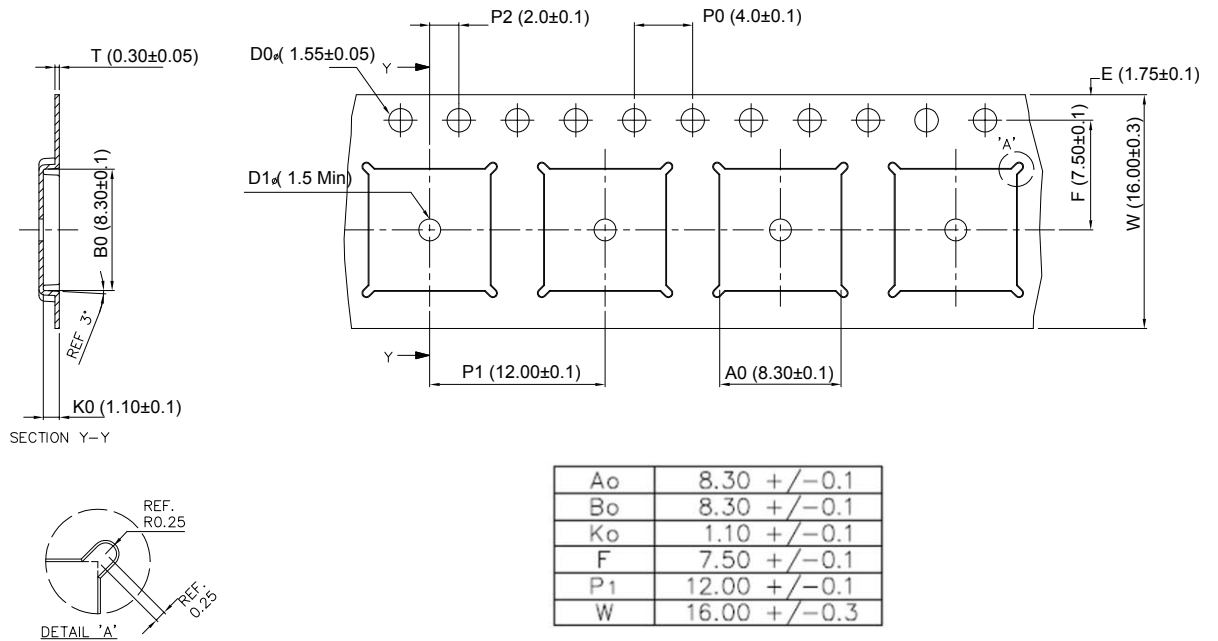 P2 (2.0±0.1)
P0 (4.0±0.1)
T (0.30±0.05)
D0ø( 1.55±0.05)
Y
E (1.75±0.1)
'A'
F (7.50±0.1)
W (16.00±0.3)
B0 (8.30±0.1)
D1ø( 1.5 Min)
REF 3°
Y
P1 (12.00±0.1)
A0 (8.30±0.1)
K0 (1.10±0.1)
SECTION Y-Y
REF.
R0.25
REF.
0.25
DETAIL 'A'
Ao 8.30 +/-0.1
Bo 8.30 +/-0.1
Ko 1.10 +/-0.1
F 7.50 +/-0.1
P1 12.00 +/-0.1
W 16.00 +/-0.3